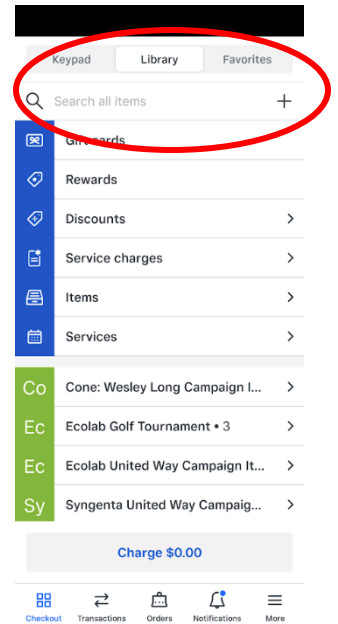 Keypad Library Favorites
Search all items
Gift cards
Rewards
Discounts
Service charges
Items
Services
Co Cone: Wesley Long Campaign I...
Ec Ecolab Golf Tournament • 3
Ec Ecolab United Way Campaign It...
Sy Syngenta United Way Campaig...
Charge $0.00
Checkout Transactions Orders Notifications More